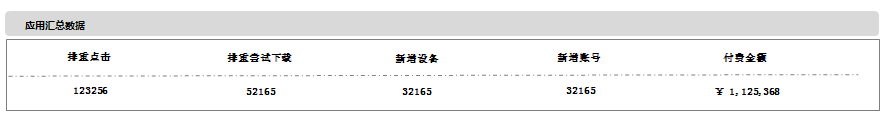 应用汇总数据
排重点击 排重尝试下载 新增设备 新增账号 付费金额
123256 52165 32165 32165 ￥ 1,125,368